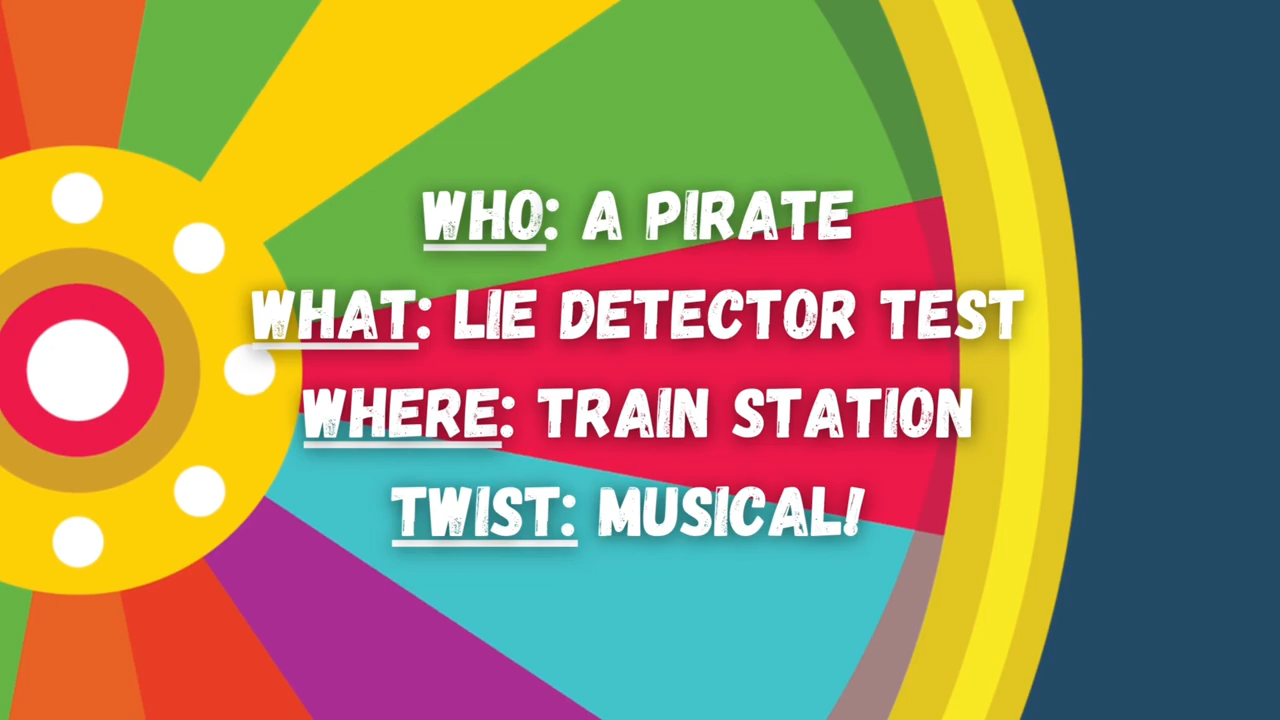 WHO: A PIRATE
WHAT: LIE DETECTOR TEST
WHERE: TRAIN STATION
TWIST: MUSICAL!